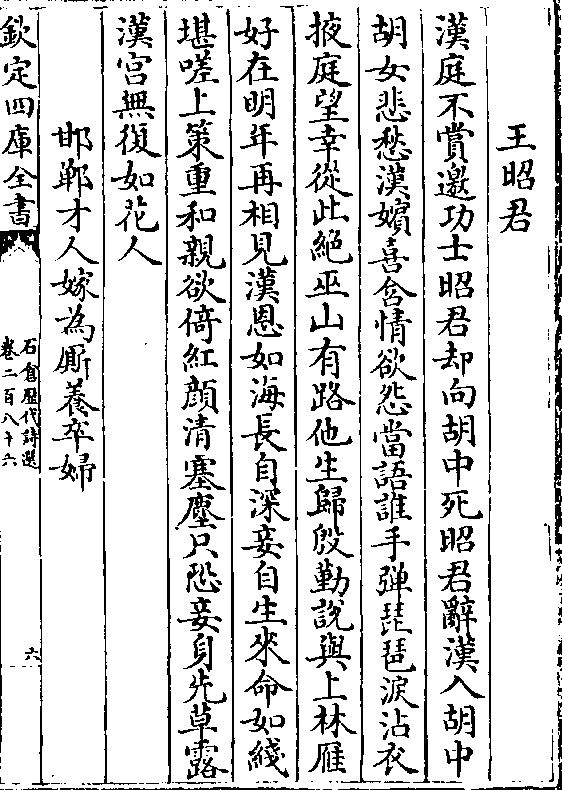 王昭君
漢庭不賞邀功士昭君却向胡中死昭君辭漢入胡中
胡女悲愁漢嬪喜含情欲怨當語誰手弹琵琶淚沾衣
掖庭望幸從此絕巫山有路他生歸殷勤說與上林雁
好在明年再相見漢恩如海長自深妾自生來命如綫
堪嗟上策重和親欲倚紅顔清塞塵只恐妾身先草露
漢宫無復如花人
邯鄲才人嫁為厮養卒婦
欽定四庫全書
石倉歷代詩選
卷二百八十六
六